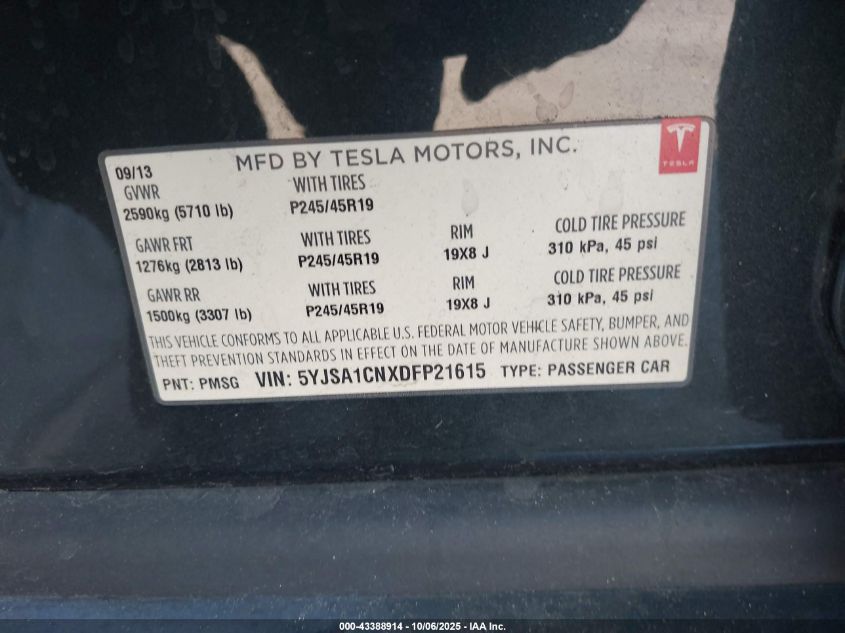 09/13 MFD BY TESLA MOTORS, INC.
TESLA
GVWR WITH TIRES
2590kg (5710 lb) P245/45R19
GAWR FRT WITH TIRES RIM COLD TIRE PRESSURE
1276kg (2813 lb) P245/45R19 19X8 J 310 kPa, 45 psi
GAWR RR WITH TIRES RIM COLD TIRE PRESSURE
1500kg (3307 lb) P245/45R19 19X8 J 310 kPa, 45 psi
THIS VEHICLE CONFORMS TO ALL APPLICABLE U.S. FEDERAL MOTOR VEHICLE SAFETY, BUMPER, AND
THEFT PREVENTION STANDARDS IN EFFECT ON THE DATE OF MANUFACTURE SHOWN ABOVE.
PNT: PMSG VIN: 5YJSA1CNXDFP21615 TYPE: PASSENGER CAR
000-43388914 - 10/06/2025 - IAA Inc.